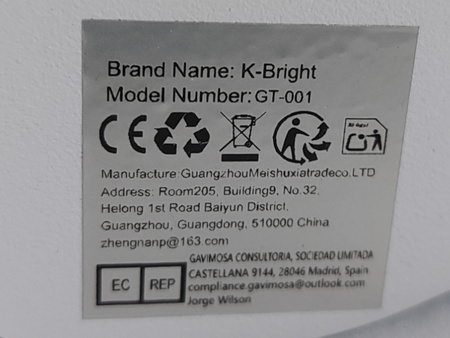 Brand Name: K-Bright
Model Number: GT-001
CE
Manufacture:GuangzhouMeishuxiatradeco.LTD
Address: Room205, Building9, No.32,
Helong 1st Road Baiyun District,
Guangzhou, Guangdong, 510000 China
zhengnanp@163.com
EC REP
GAVIMOSA CONSULTORIA, SOCIEDAD LIMITADA
CASTELLANA 9144, 28046 Madrid, Spain
compliance.gavimosa@outlook.com
Jorge Wilson